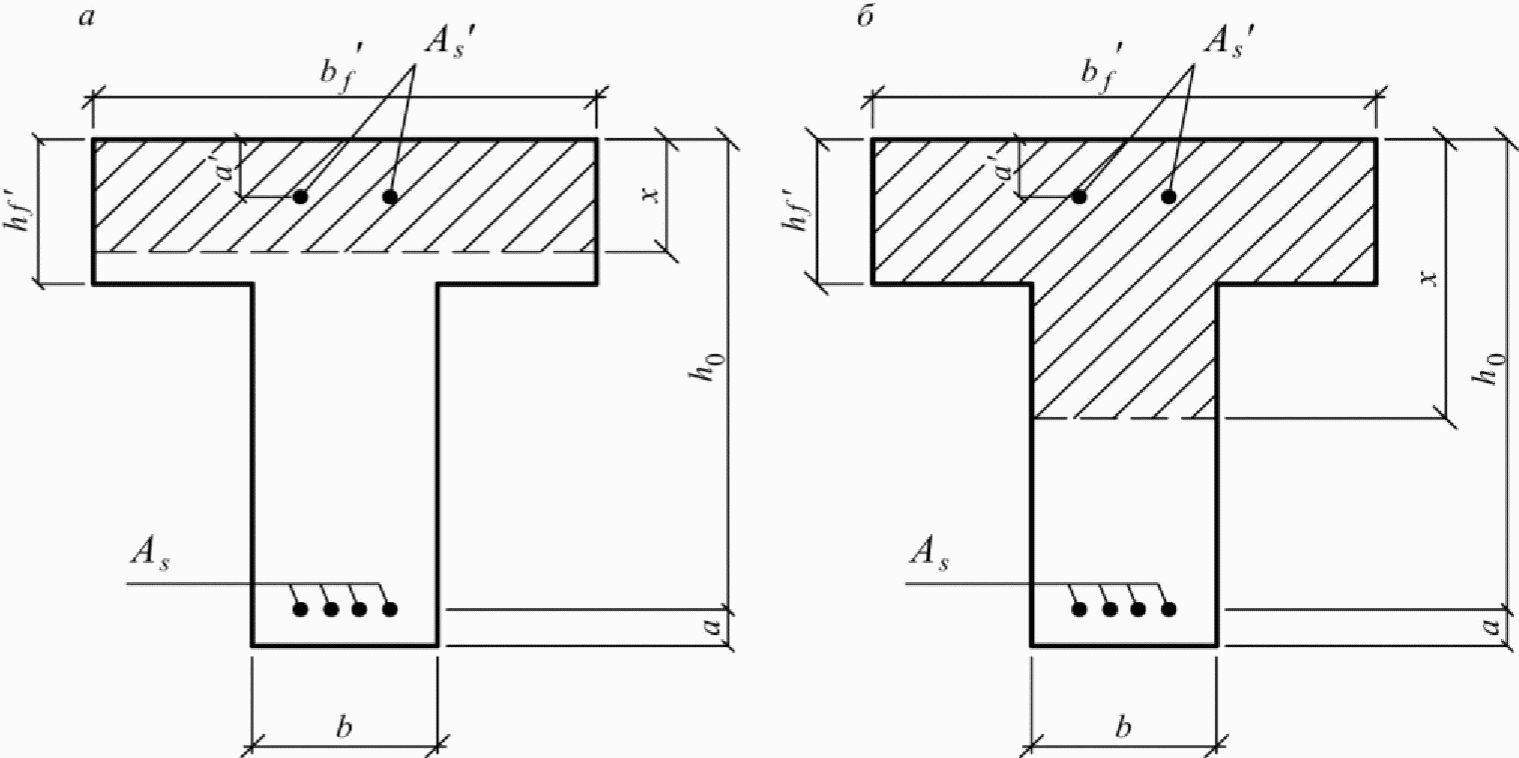 а
A_s'
b_f'
a'
h_f'
x
h_0
A_s
a
b
б
A_s'
b_f'
a'
h_f'
x
h_0
A_s
a
b